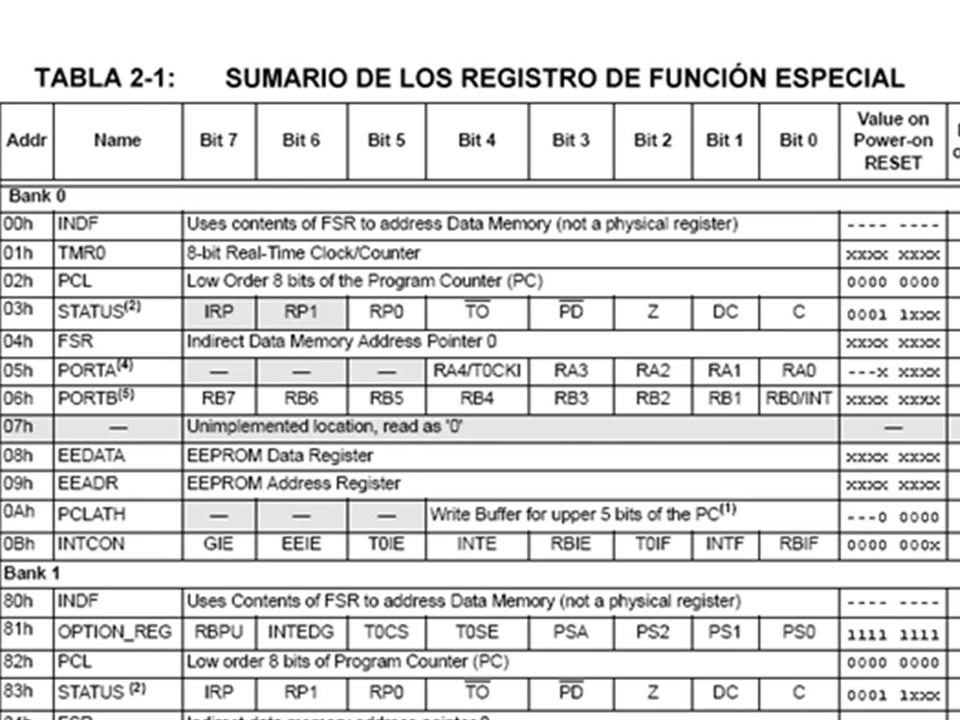 TABLA 2-1: SUMARIO DE LOS REGISTRO DE FUNCIÓN ESPECIAL
Addr Name Bit 7 Bit 6 Bit 5 Bit 4 Bit 3 Bit 2 Bit 1 Bit 0 Value on Power-on RESET
Bank 0
00h INDF Uses contents of FSR to address Data Memory (not a physical register) ---- ----
01h TMR0 8-bit Real-Time Clock/Counter xxxx xxxx
02h PCL Low Order 8 bits of the Program Counter (PC) 0000 0000
03h STATUS(2) IRP RP1 RP0 T̅O̅ P̅D̅ Z DC C 0001 1xxx
04h FSR Indirect Data Memory Address Pointer 0 xxxx xxxx
05h PORTA(4) — — — RA4/T0CKI RA3 RA2 RA1 RA0 ---x xxxx
06h PORTB(5) RB7 RB6 RB5 RB4 RB3 RB2 RB1 RB0/INT xxxx xxxx
07h — Unimplemented location, read as '0' —
08h EEDATA EEPROM Data Register xxxx xxxx
09h EEADR EEPROM Address Register xxxx xxxx
0Ah PCLATH — — — Write Buffer for upper 5 bits of the PC(1) ---0 0000
0Bh INTCON GIE EEIE T0IE INTE RBIE T0IF INTF RBIF 0000 000x
Bank 1
80h INDF Uses Contents of FSR to address Data Memory (not a physical register) ---- ----
81h OPTION_REG RBPU INTEDG T0CS T0SE PSA PS2 PS1 PS0 1111 1111
82h PCL Low order 8 bits of Program Counter (PC) 0000 0000
83h STATUS (2) IRP RP1 RP0 T̅O̅ P̅D̅ Z DC C 0001 1xxx